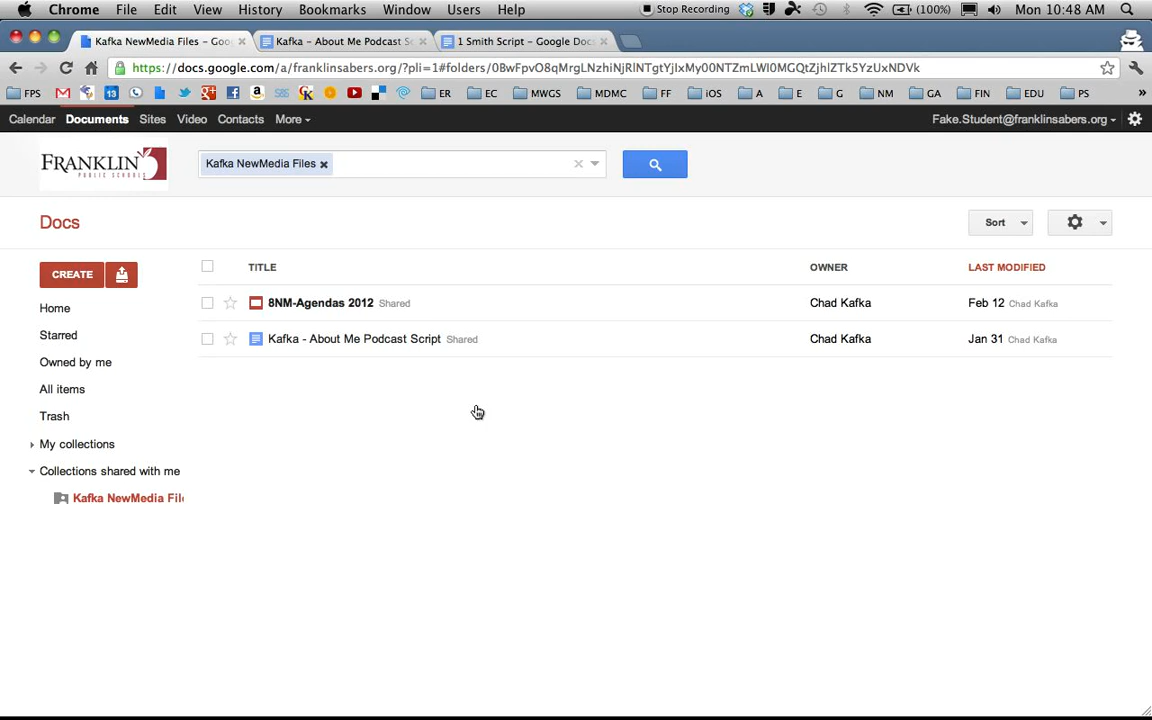 Chrome File Edit View History Bookmarks Window Users Help Stop Recording (100%) Mon 10:48 AM
Kafka NewMedia Files – Goo Kafka – About Me Podcast Sc 1 Smith Script – Google Docs
https://docs.google.com/a/franklinsabers.org/?pli=1#folders/0BwFpvO8qMrgLNzhiNjRlNTgtYjIxMy00NTZmLWI0MGQtZjhlZTk5YzUxNDVk
FPS 13 SBS ER EC MWGS MDMC FF iOS A E G NM GA FIN EDU PS »
Calendar Documents Sites Video Contacts More Fake.Student@franklinsabers.org
FRANKLIN
PUBLIC SCHOOLS
Kafka NewMedia Files
Docs Sort
CREATE TITLE OWNER LAST MODIFIED
Home 8NM-Agendas 2012 Shared Chad Kafka Feb 12 Chad Kafka
Starred Kafka - About Me Podcast Script Shared Chad Kafka Jan 31 Chad Kafka
Owned by me
All items
Trash
My collections
Collections shared with me
Kafka NewMedia File